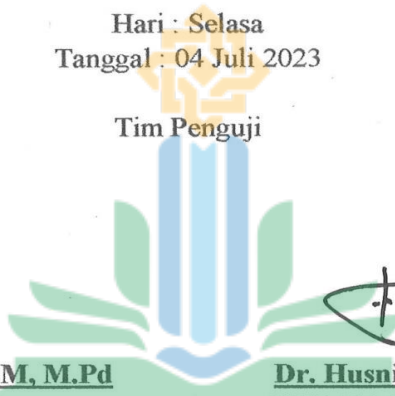 Hari : Selasa
Tanggal : 04 Juli 2023
Tim Penguji
M, M.Pd Dr. Husni